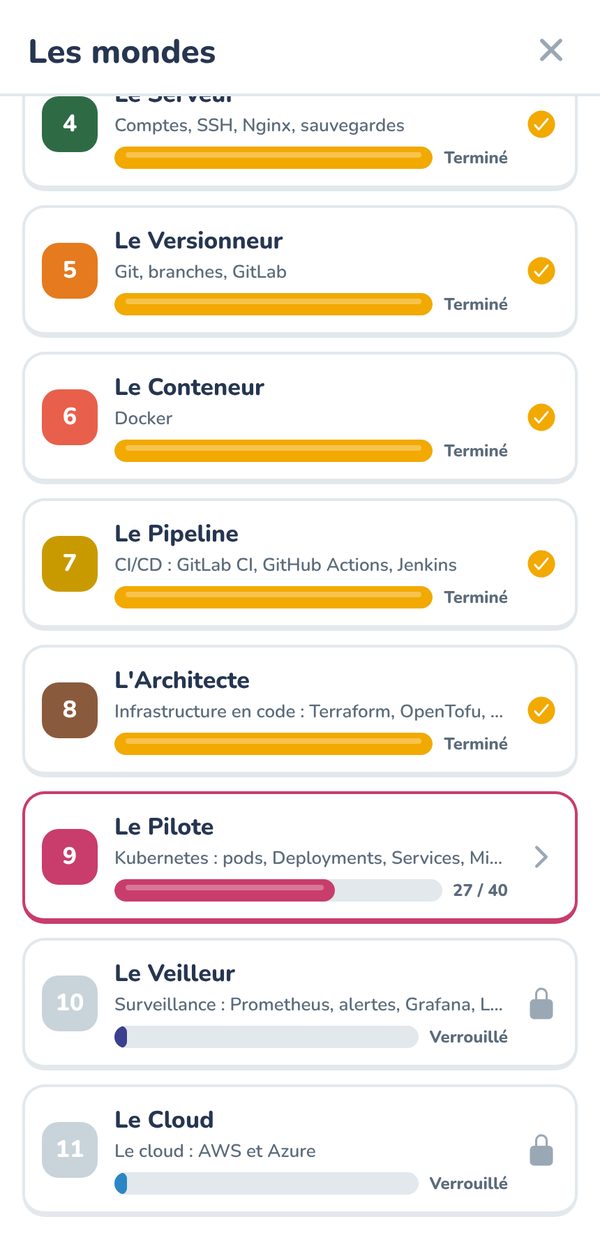 Les mondes
Le Serveur
4
Comptes, SSH, Nginx, sauvegardes
Terminé
Le Versionneur
5
Git, branches, GitLab
Terminé
Le Conteneur
6
Docker
Terminé
Le Pipeline
7
CI/CD : GitLab CI, GitHub Actions, Jenkins
Terminé
L'Architecte
8
Infrastructure en code : Terraform, OpenTofu, ...
Terminé
Le Pilote
9
Kubernetes : pods, Deployments, Services, Mi...
27 / 40
Le Veilleur
10
Surveillance : Prometheus, alertes, Grafana, L...
Verrouillé
Le Cloud
11
Le cloud : AWS et Azure
Verrouillé